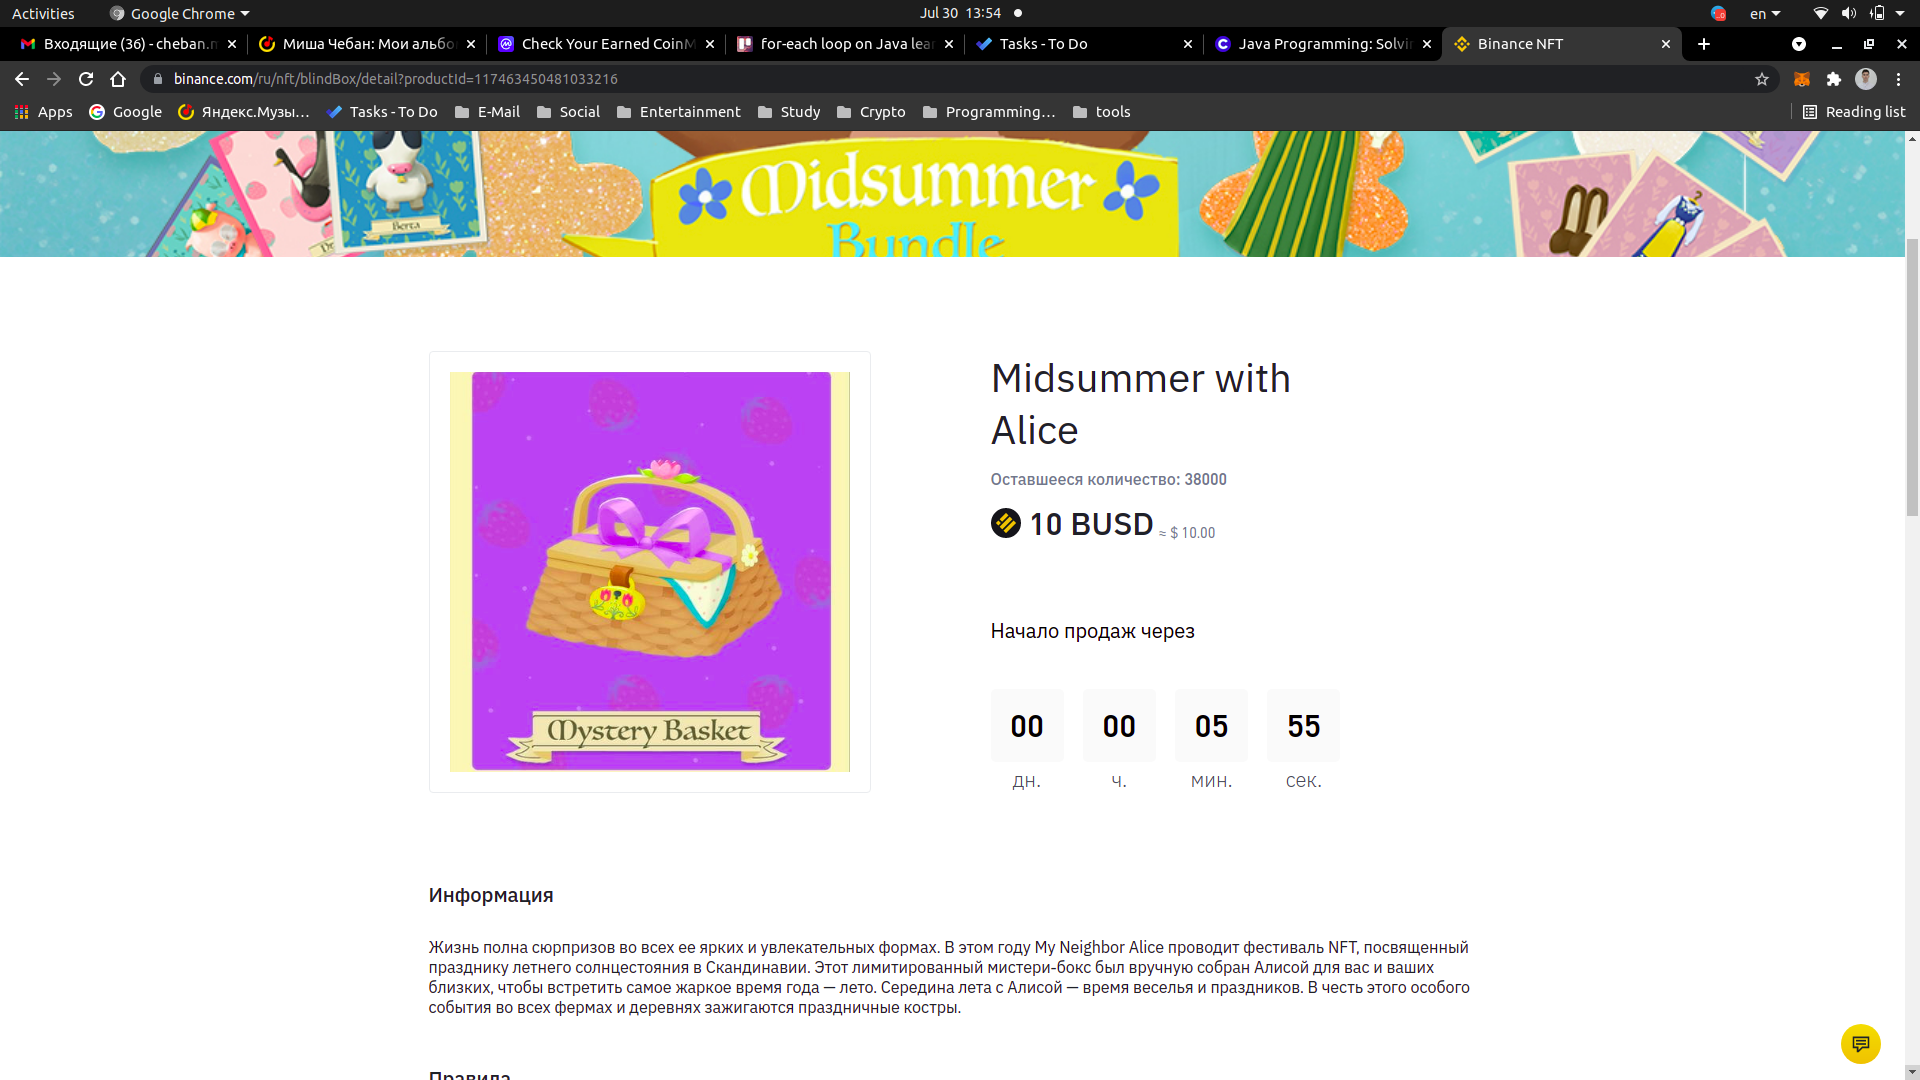 Activities
Google Chrome
Jul 30 13:54
en
Входящие (36) - cheban.
Миша Чебан: Мои альбо
Check Your Earned CoinM
for-each loop on Java lea
Tasks - To Do
Java Programming: Solvi
Binance NFT
binance.com/ru/nft/blindBox/detail?productId=117463450481033216
Apps
Google
Яндекс.Музы...
Tasks - To Do
E-Mail
Social
Entertainment
Study
Crypto
Programming...
tools
Reading list
Berta
Midsummer
Bundle
Midsummer with
Alice
Оставшееся количество: 38000
10 BUSD ≈ $ 10.00
Начало продаж через
00 00 05 55
дн. ч. мин. сек.
Mystery Basket
Информация
Жизнь полна сюрпризов во всех ее ярких и увлекательных формах. В этом году My Neighbor Alice проводит фестиваль NFT, посвященный
празднику летнего солнцестояния в Скандинавии. Этот лимитированный мистери-бокс был вручную собран Алисой для вас и ваших
близких, чтобы встретить самое жаркое время года — лето. Середина лета с Алисой — время веселья и праздников. В честь этого особого
события во всех фермах и деревнях зажигаются праздничные костры.
Правила